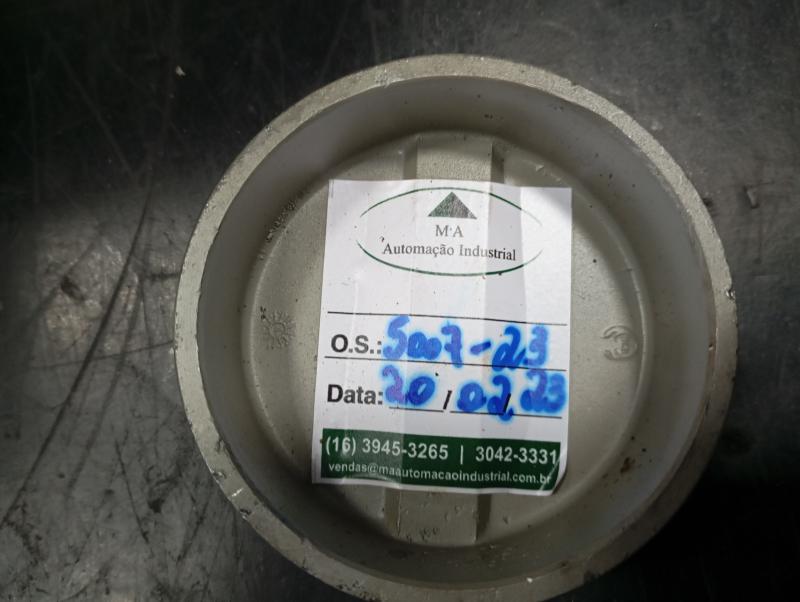 M·A
Automação Industrial
O.S.: 5007-23
Data: 20/02/23
(16) 3945-3265 | 3042-3331
vendas@maautomacaoindustrial.com.br